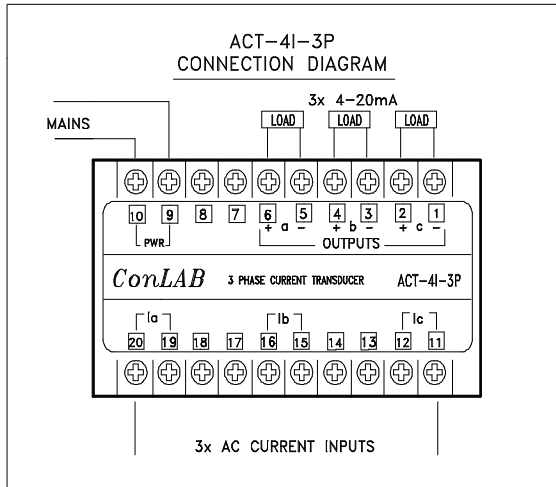 ACT-4I-3P
CONNECTION DIAGRAM
3x 4-20mA
MAINS
LOAD LOAD LOAD
10 9 8 7 6 5 4 3 2 1
+ a - + b - + c -
PWR OUTPUTS
ConLAB 3 PHASE CURRENT TRANSDUCER ACT-4I-3P
Ia Ib Ic
20 19 18 17 16 15 14 13 12 11
3x AC CURRENT INPUTS